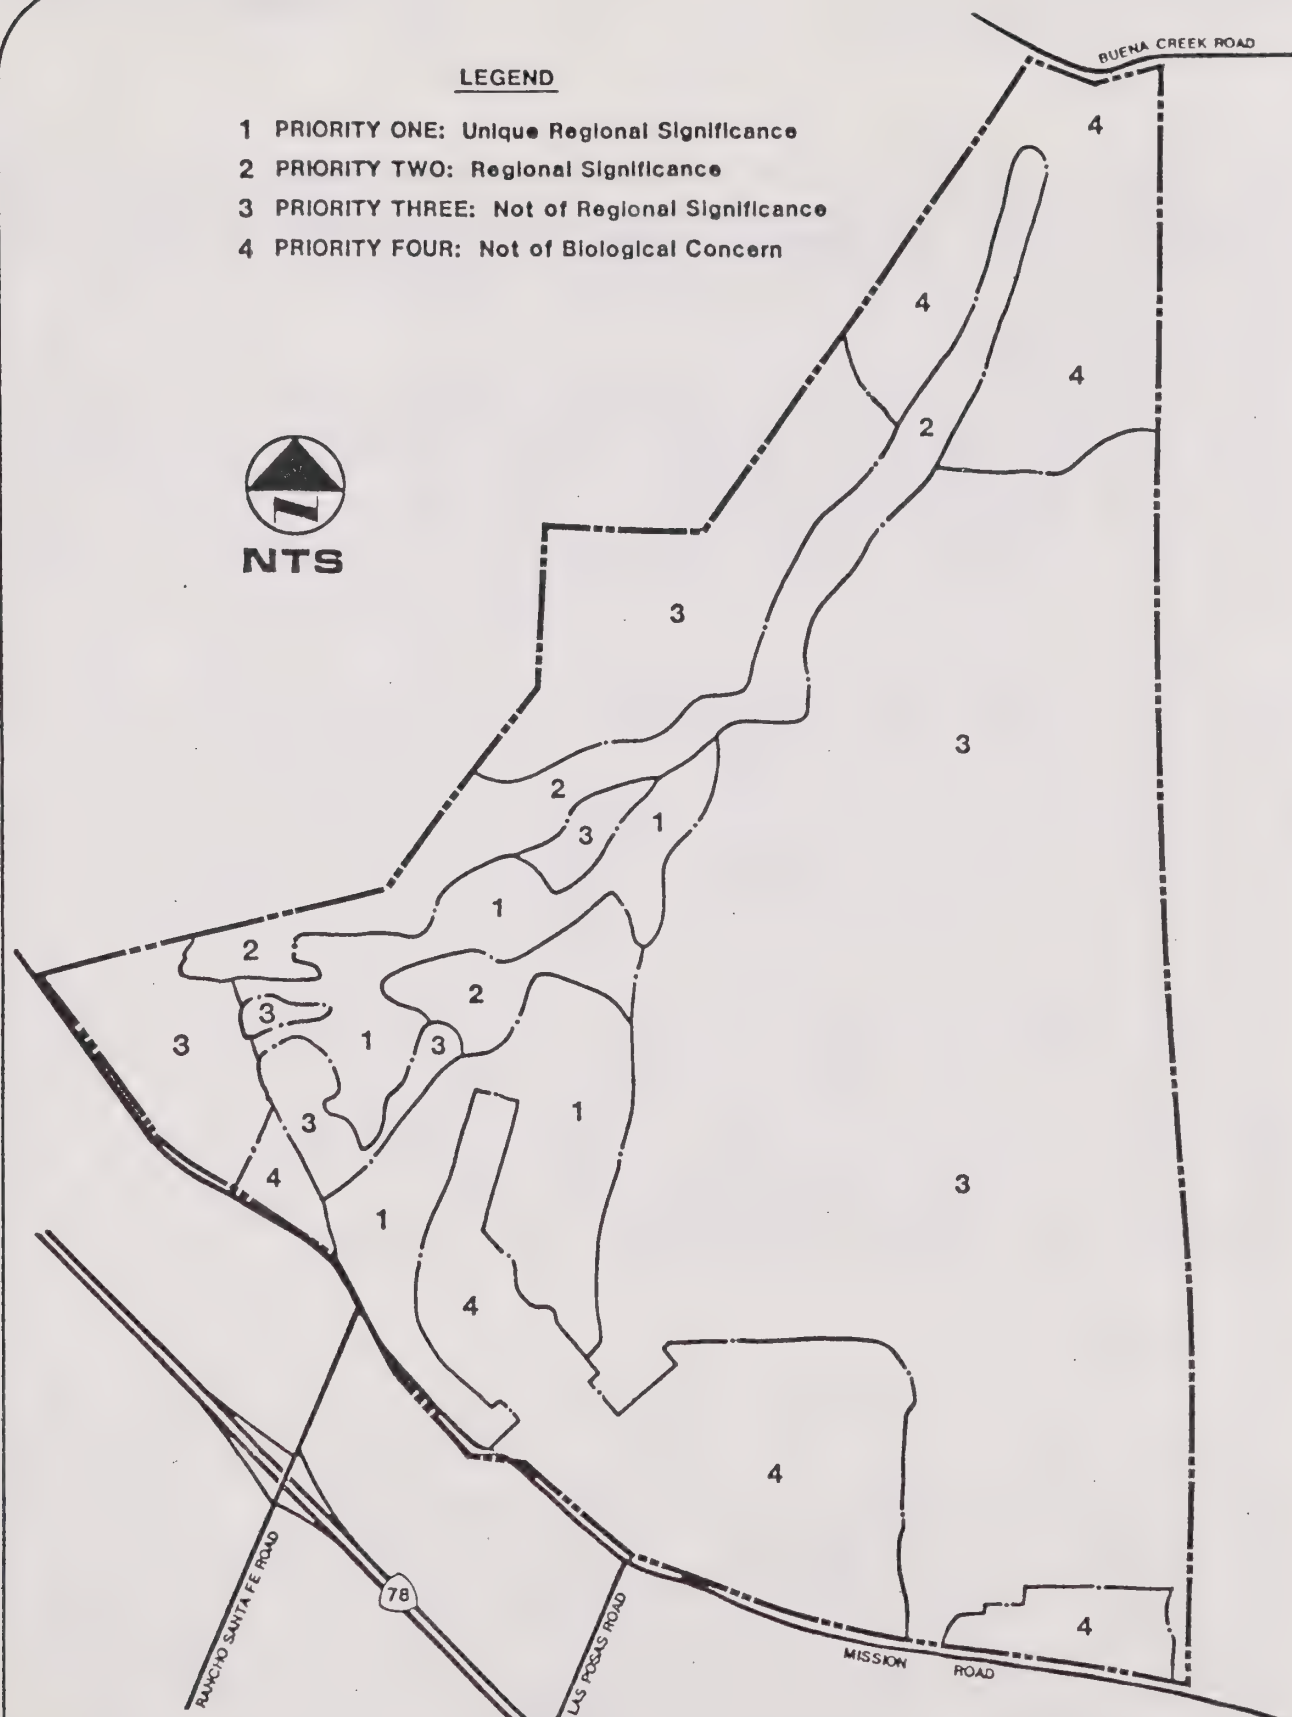 BUENA CREEK ROAD
LEGEND
1 PRIORITY ONE: Unique Regional Significance
2 PRIORITY TWO: Regional Significance
3 PRIORITY THREE: Not of Regional Significance
4 PRIORITY FOUR: Not of Biological Concern
4
4
4
2
NTS
3
3
2
1
3
1
2
2
3
3
3
1
1
3
4
3
1
4
4
78
4
RANCHO SANTA FE ROAD
LAS POSAS ROAD
MISSION ROAD